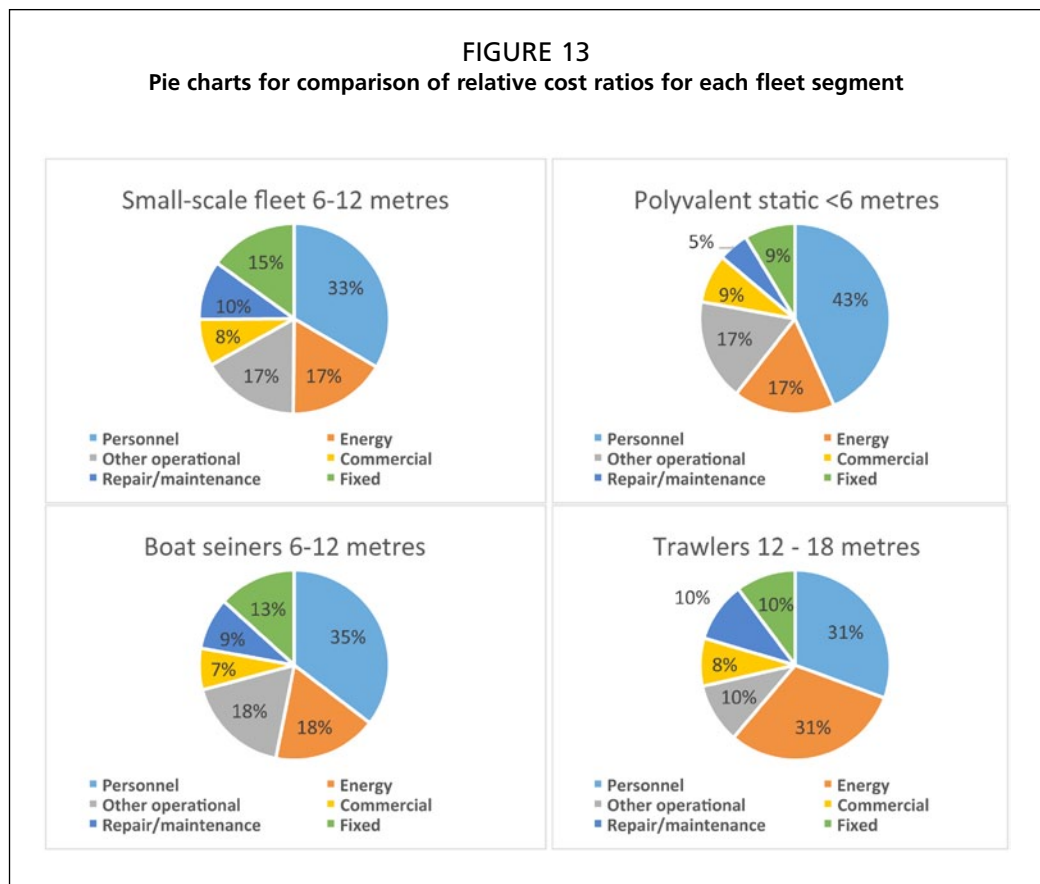 FIGURE 13
Pie charts for comparison of relative cost ratios for each fleet segment
Small-scale fleet 6-12 metres
15%
33%
10%
8%
17%
17%
Personnel
Energy
Other operational
Commercial
Repair/maintenance
Fixed
Polyvalent static <6 metres
5%
9%
43%
9%
17%
17%
Personnel
Energy
Other operational
Commercial
Repair/maintenance
Fixed
Boat seiners 6-12 metres
13%
35%
9%
7%
18%
18%
Personnel
Energy
Other operational
Commercial
Repair/maintenance
Fixed
Trawlers 12 - 18 metres
10%
10%
31%
8%
10%
31%
Personnel
Energy
Other operational
Commercial
Repair/maintenance
Fixed